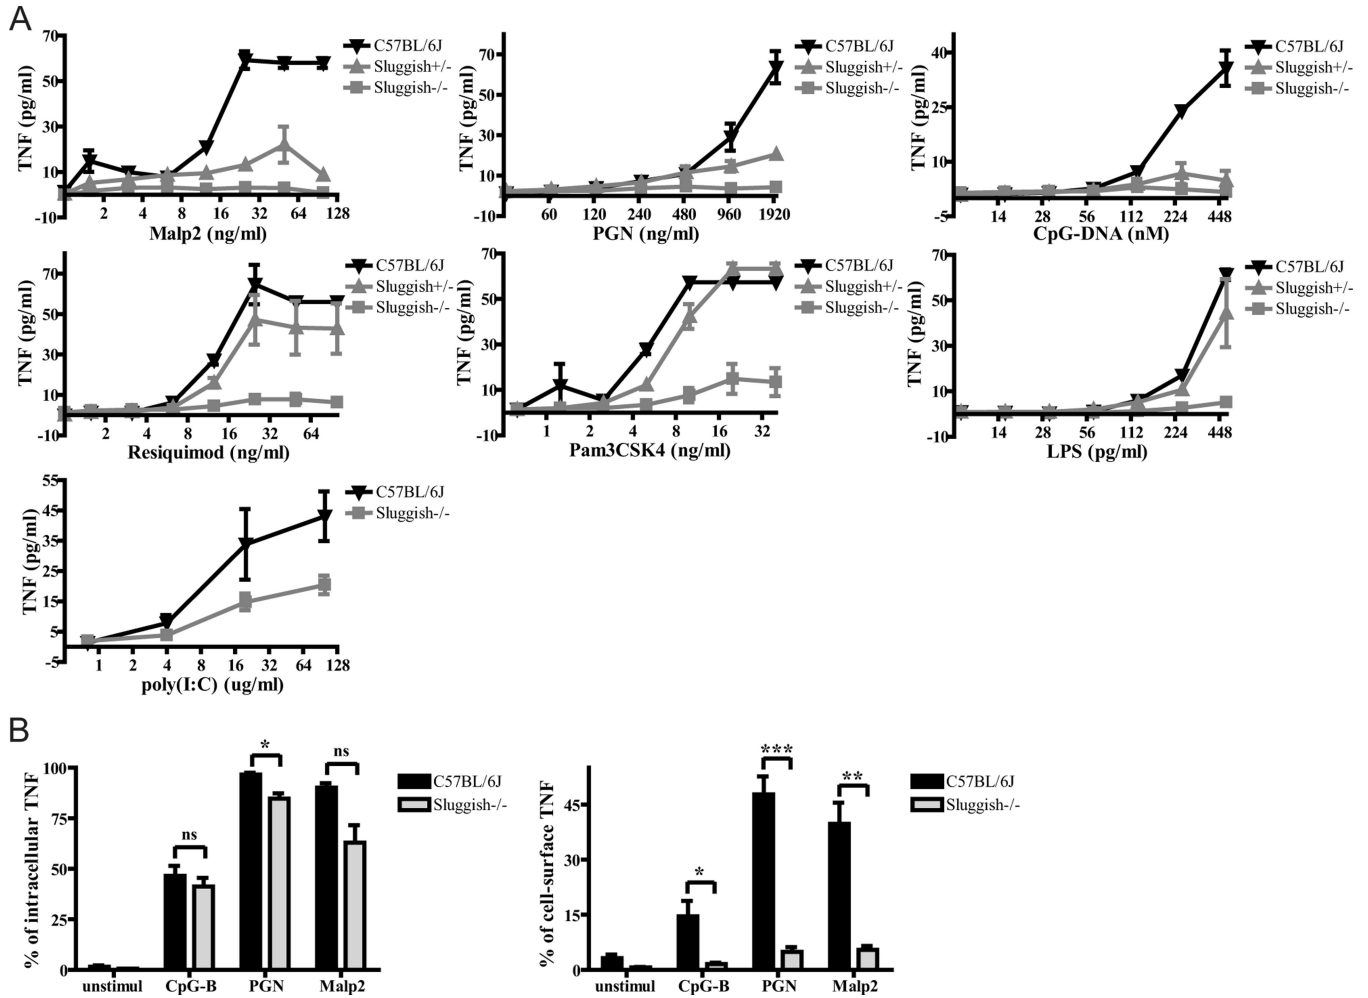 A
70
50
30
10
-10
TNF (pg/ml)
2 4 8 16 32 64 128
Malp2 (ng/ml)
C57BL/6J
Sluggish+/-
Sluggish-/-
70
50
30
10
-10
TNF (pg/ml)
60 120 240 480 960 1920
PGN (ng/ml)
C57BL/6J
Sluggish+/-
Sluggish-/-
40
25
10
-5
TNF (pg/ml)
14 28 56 112 224 448
CpG-DNA (nM)
C57BL/6J
Sluggish+/-
Sluggish-/-
70
50
30
10
-10
TNF (pg/ml)
1 2 4 8 16 32 64
Resiquimod (ng/ml)
C57BL/6J
Sluggish+/-
Sluggish-/-
70
50
30
10
-10
TNF (pg/ml)
1 2 4 8 16 32
Pam3CSK4 (ng/ml)
C57BL/6J
Sluggish+/-
Sluggish-/-
70
50
30
10
-10
TNF (pg/ml)
14 28 56 112 224 448
LPS (pg/ml)
C57BL/6J
Sluggish+/-
Sluggish-/-
55
45
35
25
15
5
-5
TNF (pg/ml)
1 2 4 8 16 32 64 128
poly(I:C) (ug/ml)
C57BL/6J
Sluggish-/-
B
100
75
50
25
0
% of intracellular TNF
ns
*
ns
unstimul CpG-B PGN Malp2
C57BL/6J
Sluggish-/-
45
30
15
0
% of cell-surface TNF
*
***
**
unstimul CpG-B PGN Malp2
C57BL/6J
Sluggish-/-